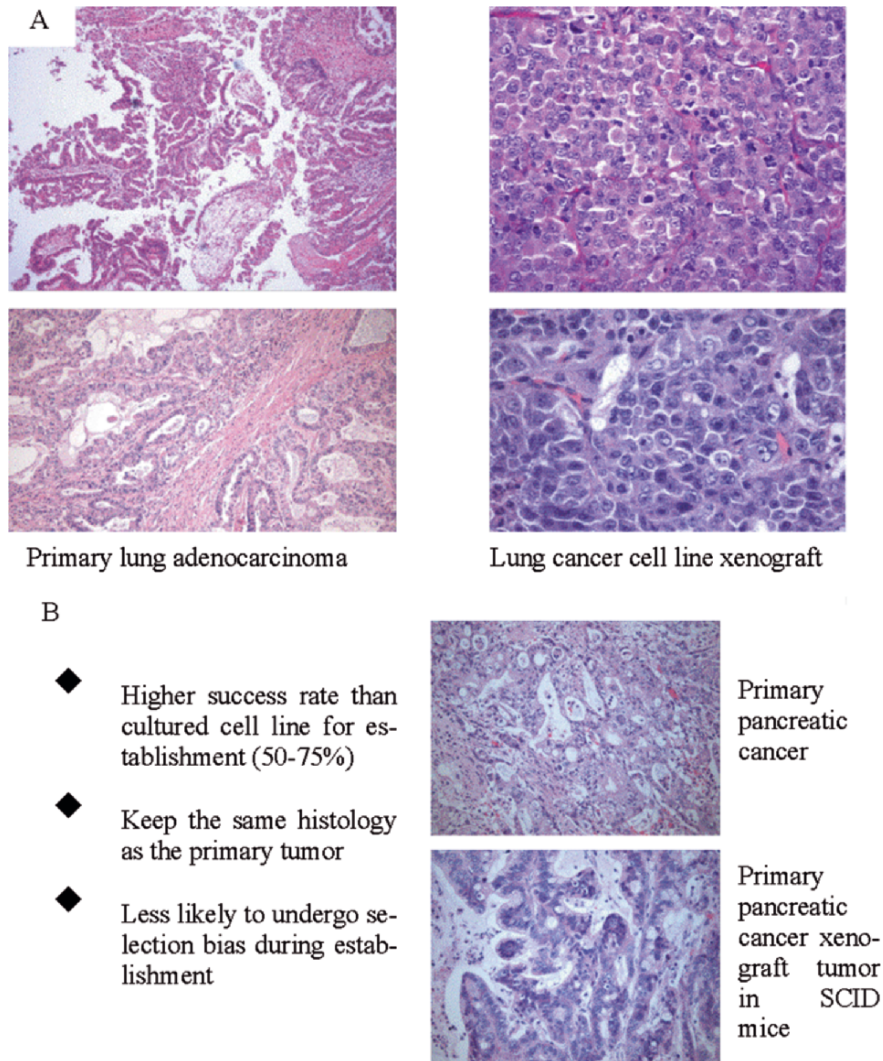 A
Primary lung adenocarcinoma
Lung cancer cell line xenograft
B
◆ Higher success rate than
cultured cell line for es-
tablishment (50-75%)
◆ Keep the same histology
as the primary tumor
◆ Less likely to undergo se-
lection bias during estab-
lishment
Primary
pancreatic
cancer
Primary
pancreatic
cancer xeno-
graft tumor
in SCID
mice